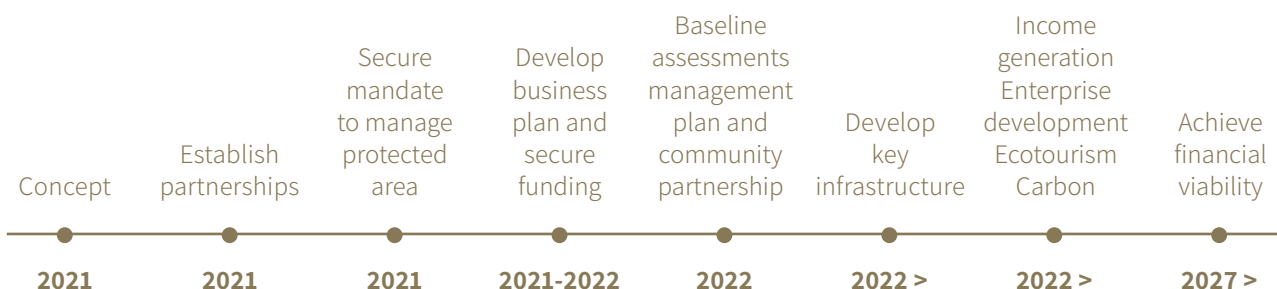 Concept
2021
Establish
partnerships
2021
Secure
mandate
to manage
protected
area
2021
Develop
business
plan and
secure
funding
2021-2022
Baseline
assessments
management
plan and
community
partnership
2022
Develop
key
infrastructure
2022 >
Income
generation
Enterprise
development
Ecotourism
Carbon
2022 >
Achieve
financial
viability
2027 >